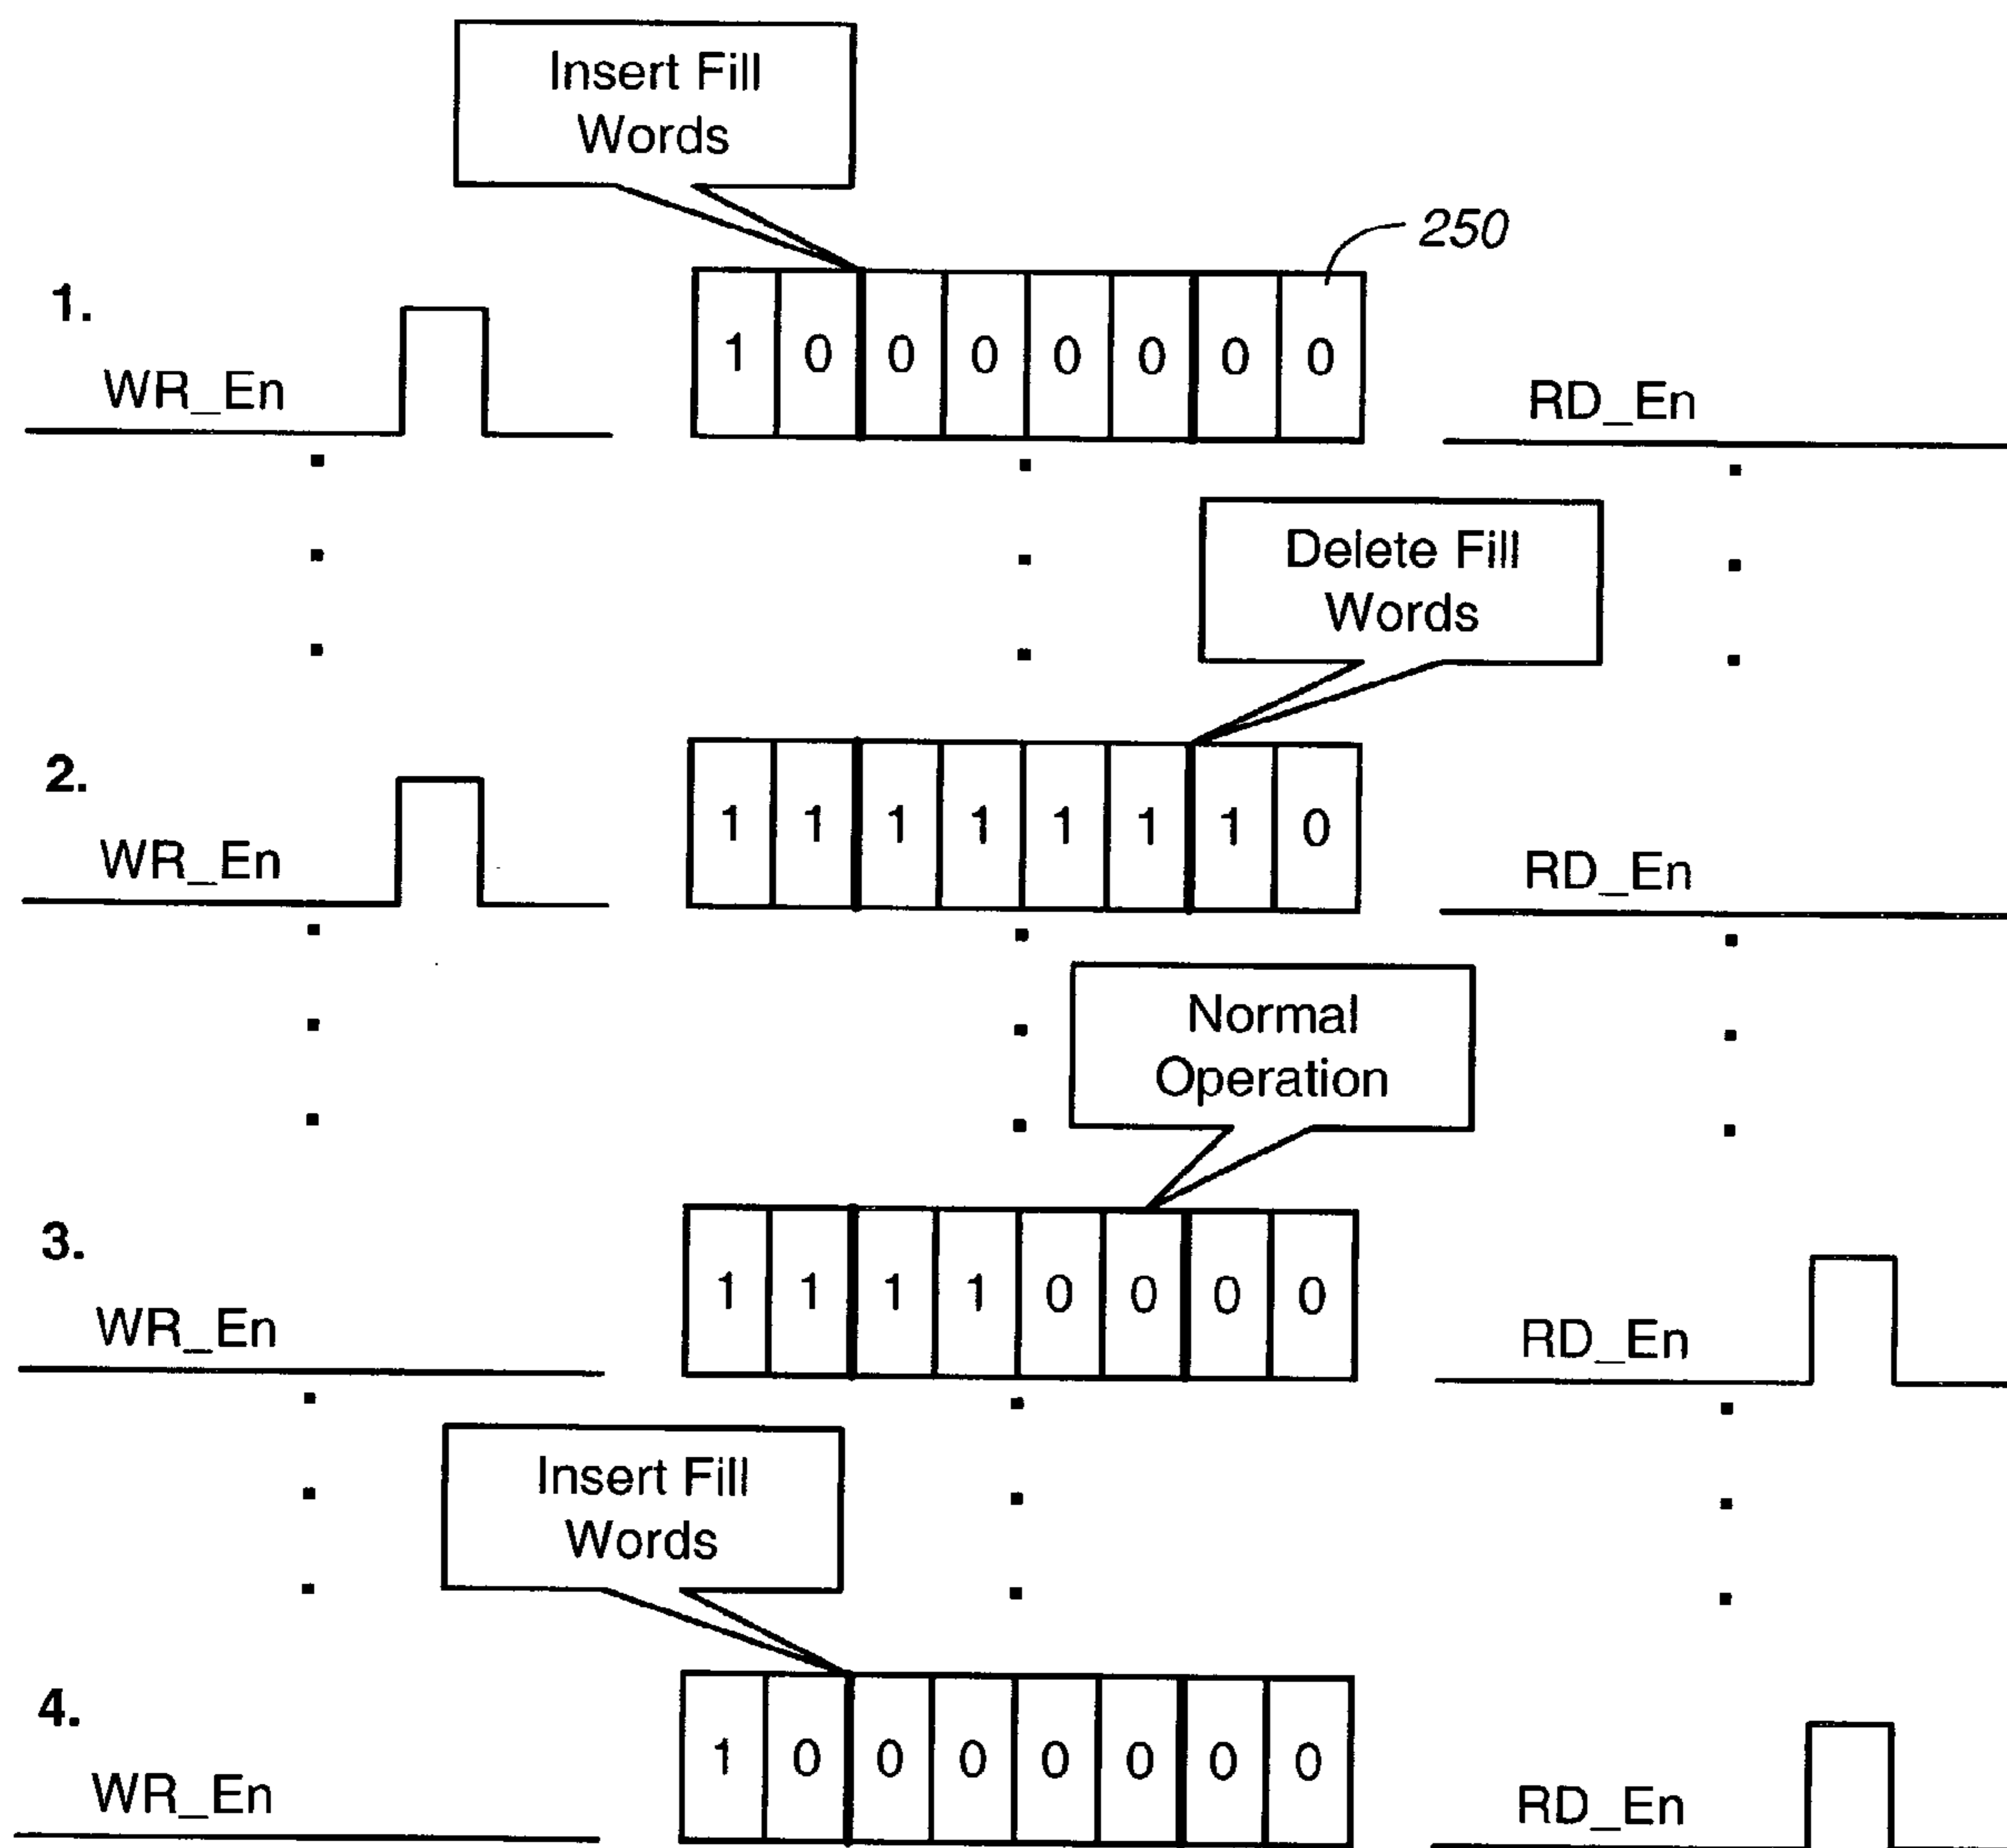 Insert Fill
Words
250
1.
WR_En
1 0 0 0 0 0 0 0
RD_En
Delete Fill
Words
2.
WR_En
1 1 1 1 1 1 1 0
RD_En
Normal
Operation
3.
WR_En
1 1 1 1 0 0 0 0
RD_En
Insert Fill
Words
4.
WR_En
1 0 0 0 0 0 0 0
RD_En